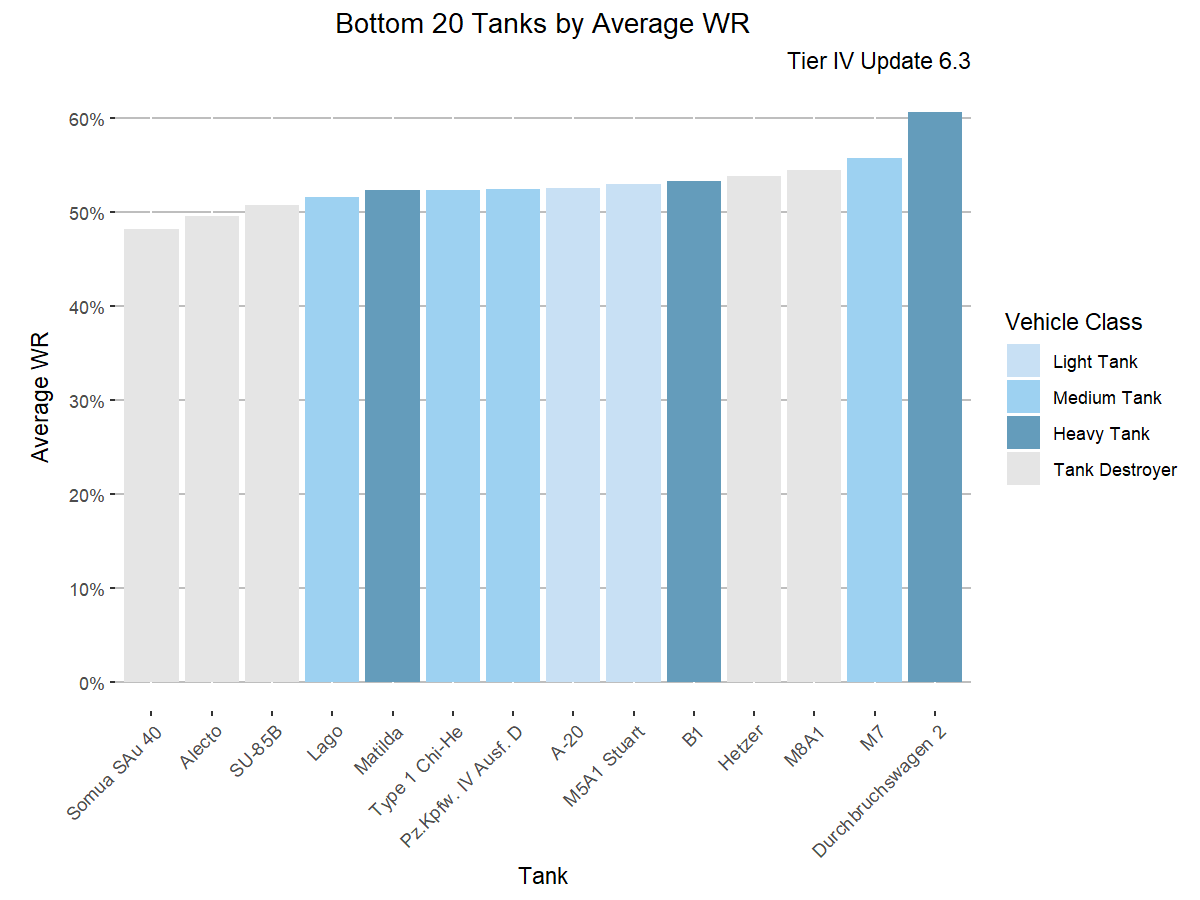 Bottom 20 Tanks by Average WR
Tier IV Update 6.3
60%
50%
40%
30%
20%
10%
0%
Average WR
Somua SAu 40
Alecto
SU-85B
Lago
Matilda
Type 1 Chi-He
Pz.Kpfw. IV Ausf. D
A-20
M5A1 Stuart
B1
Hetzer
M8A1
M7
Durchbruchswagen 2
Tank
Vehicle Class
Light Tank
Medium Tank
Heavy Tank
Tank Destroyer